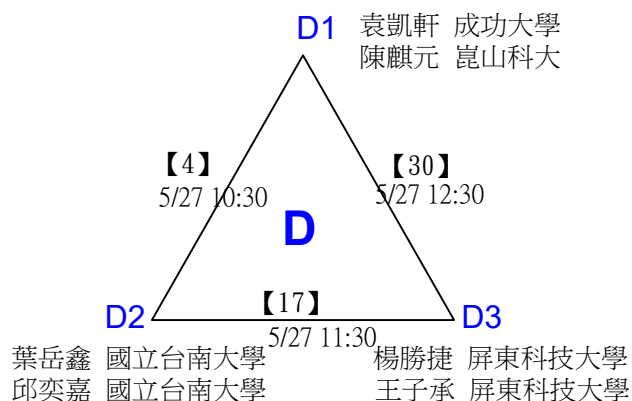 D1 袁凱軒 成功大學
陳麒元 崑山科大
【4】
5/27 10:30
【30】
5/27 12:30
D
【17】
5/27 11:30
D2
D3
葉岳鑫 國立台南大學
邱奕嘉 國立台南大學
楊勝捷 屏東科技大學
王子承 屏東科技大學